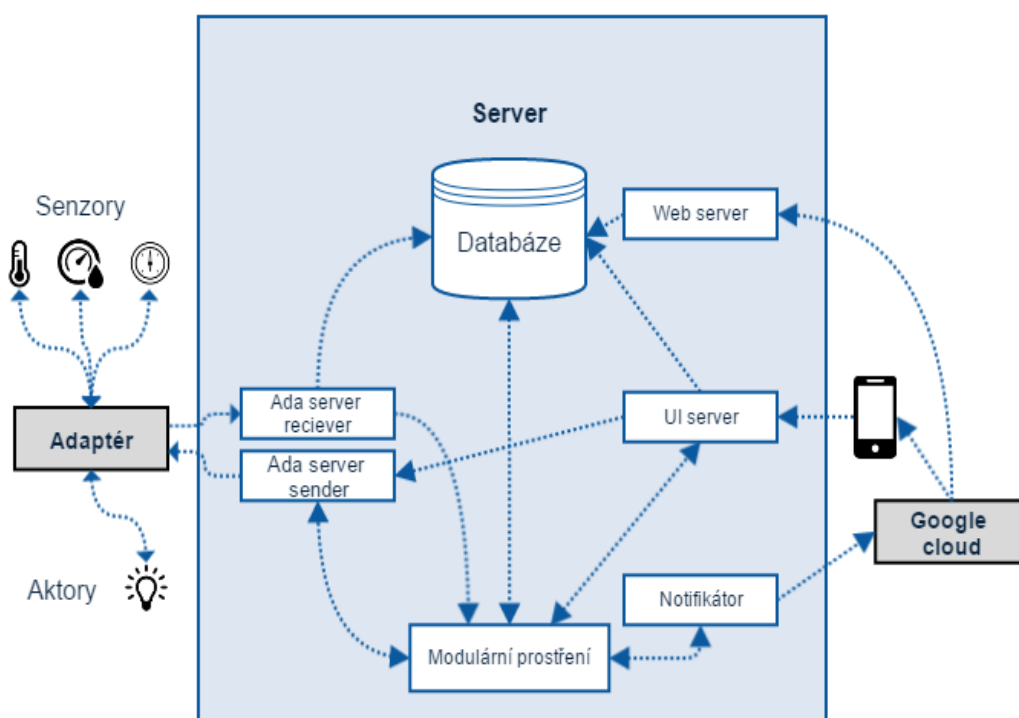 Server
Senzory
Databáze
Web server
Ada server
reciever
UI server
Adaptér
Ada server
sender
Google
cloud
Aktory
Notifikátor
Modulární prostření